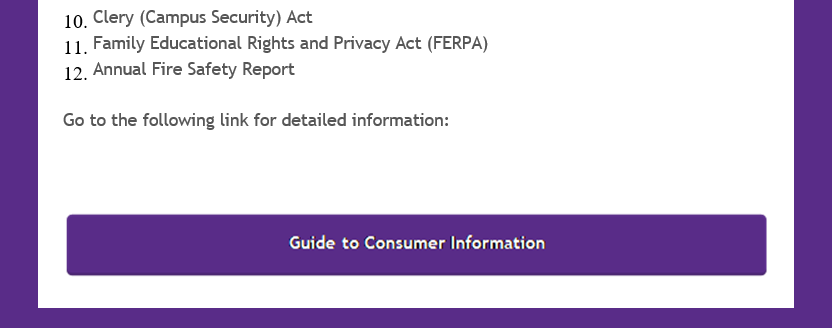 10. Clery (Campus Security) Act
11. Family Educational Rights and Privacy Act (FERPA)
12. Annual Fire Safety Report
Go to the following link for detailed information:
Guide to Consumer Information